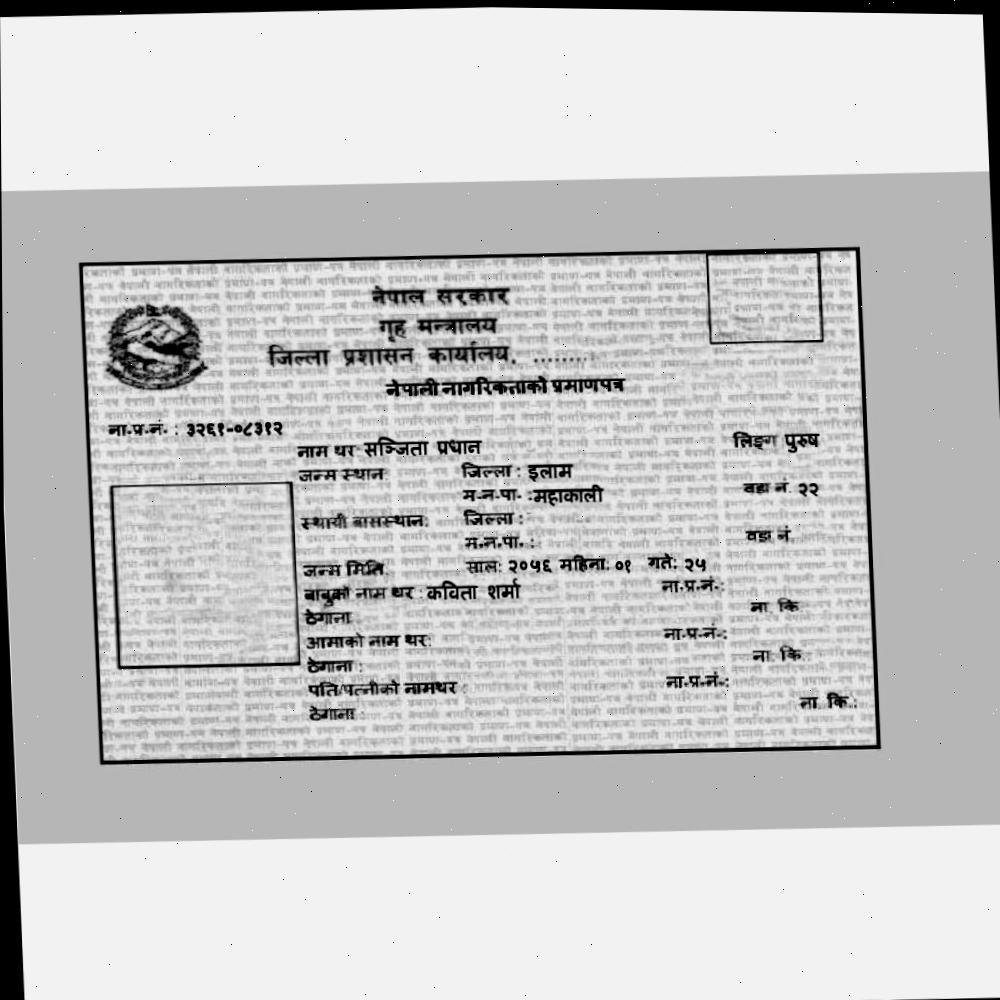 नेपाल सरकार
गृह मन्त्रालय
जिल्ला प्रशासन कार्यालय, ........
नेपाली नागरिकताको प्रमाणपत्र
ना.प्र.नं. : ३२६१-०८३१२
नाम थर सञ्जिता प्रधान लिङ्ग पुरुष
जन्म स्थान: जिल्ला : इलाम
म.न.पा. :महाकाली वडा नं. २२
स्थायी बासस्थान: जिल्ला :
म.न.पा. : वडा नं.
जन्म मिति: साल: २०५६ महिना: ०१ गते: २५
बाबुको नाम थर : कविता शर्मा ना.प्र.नं.:
ठेगाना ना. कि.
आमाको नाम थर: ना.प्र.नं.:
ठेगाना : ना. कि.:
पति/पत्नीको नामथर : ना.प्र.नं.:
ठेगाना : ना. कि.: